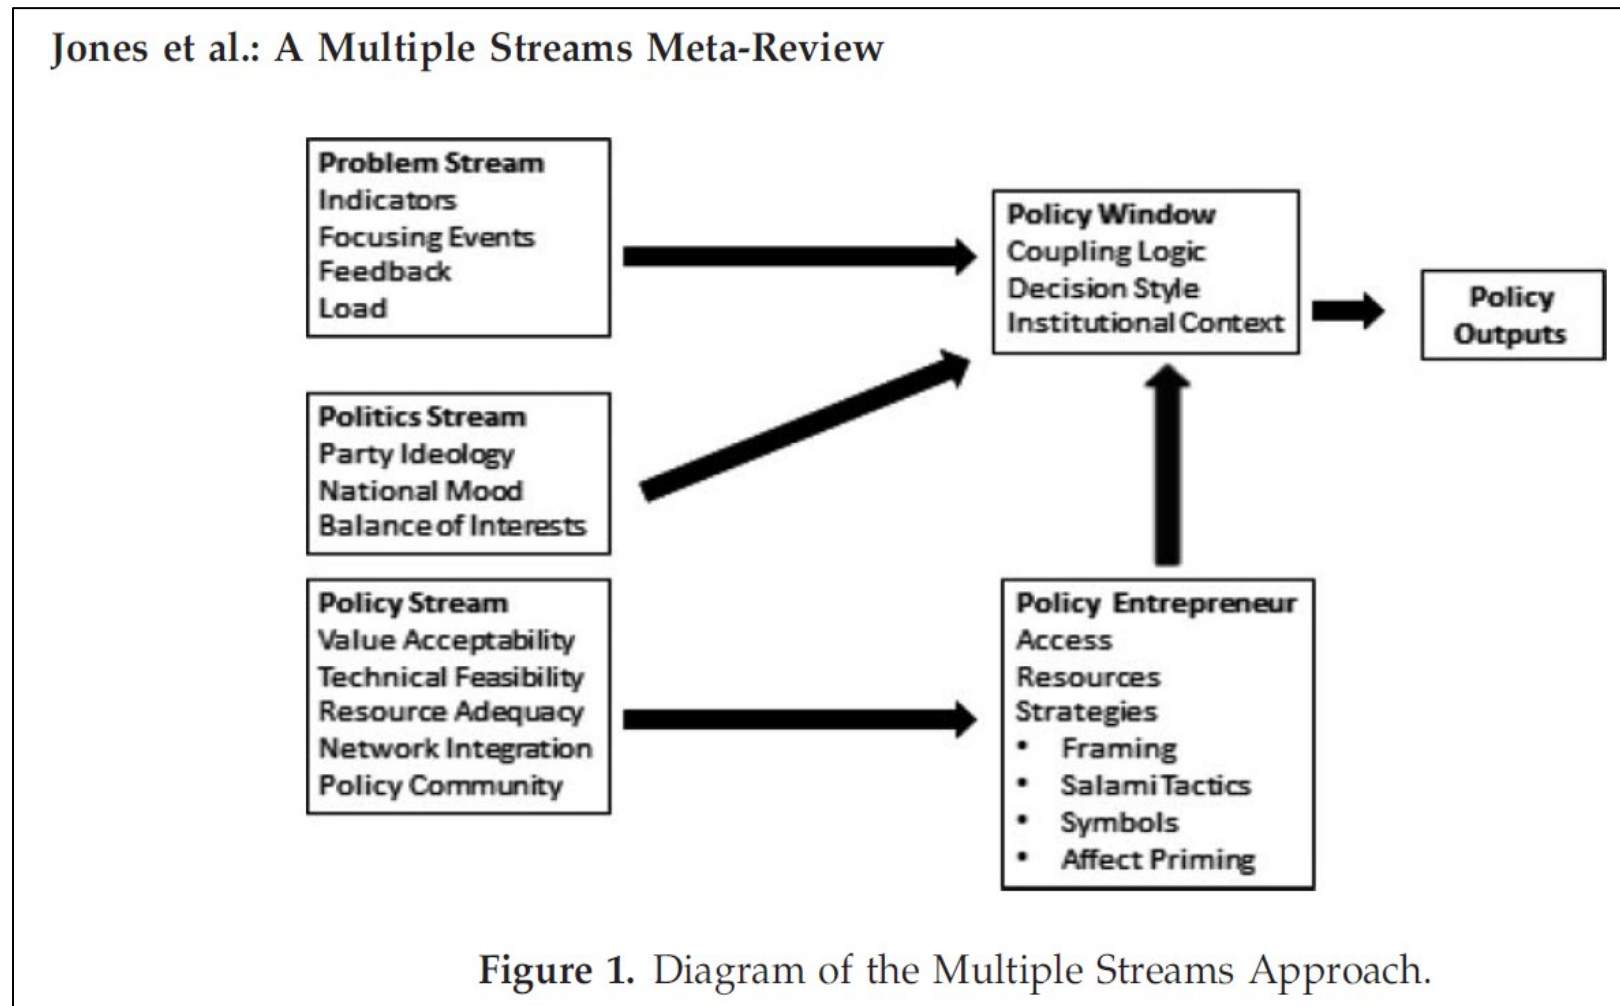 Jones et al.: A Multiple Streams Meta-Review
Problem Stream
Indicators
Focusing Events
Feedback
Load
Politics Stream
Party Ideology
National Mood
Balance of Interests
Policy Stream
Value Acceptability
Technical Feasibility
Resource Adequacy
Network Integration
Policy Community
Policy Window
Coupling Logic
Decision Style
Institutional Context
Policy
Outputs
Policy Entrepreneur
Access
Resources
Strategies
• Framing
• Salami Tactics
• Symbols
• Affect Priming
Figure 1. Diagram of the Multiple Streams Approach.